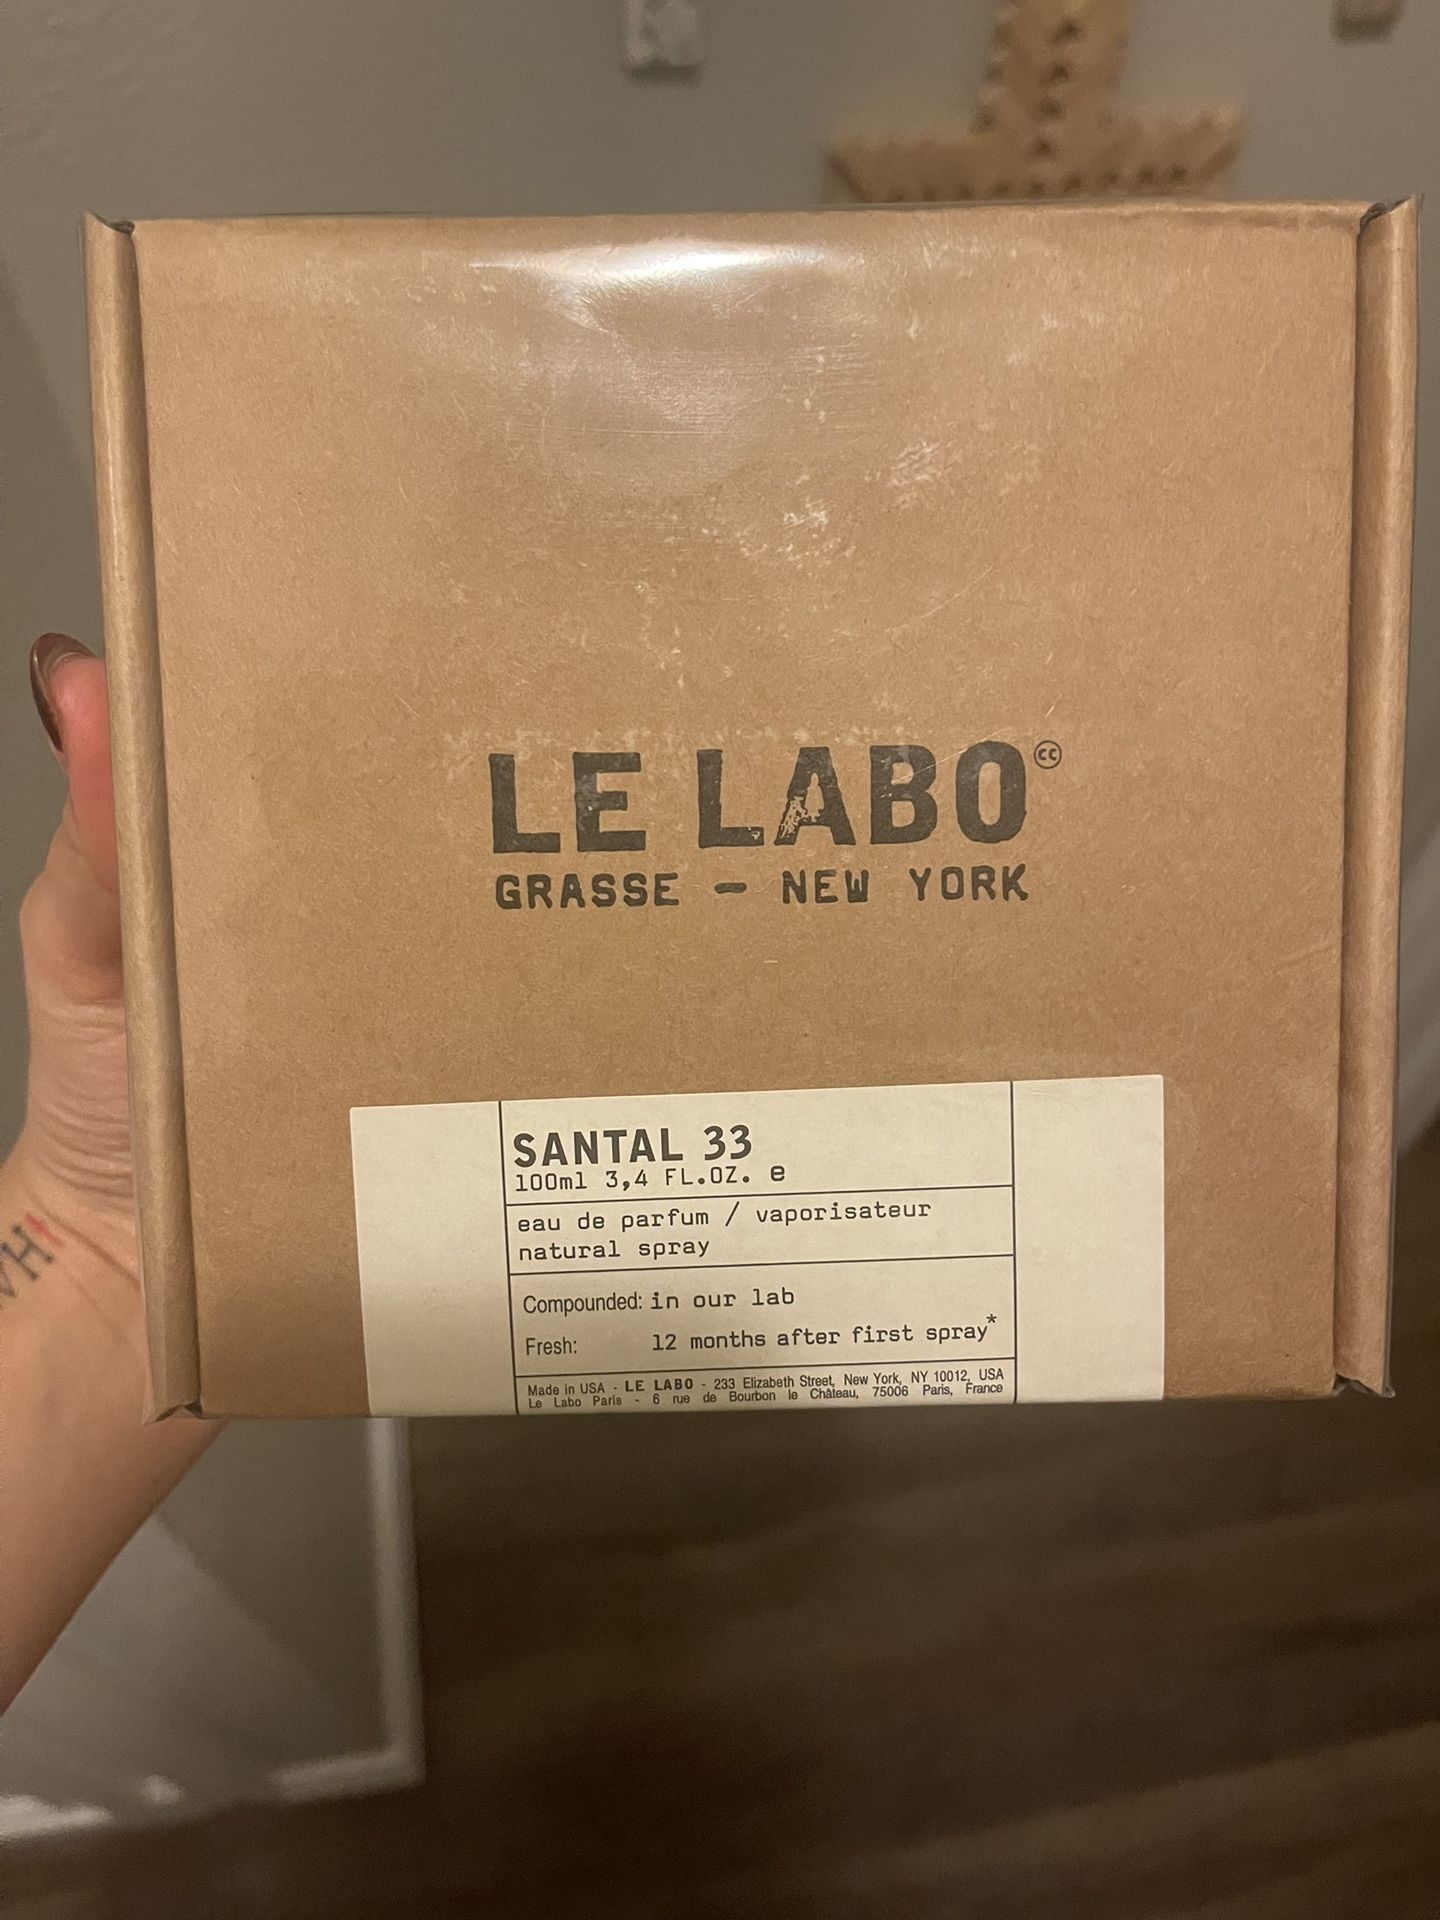 LE LABO©©
GRASSE - NEW YORK
SANTAL 33
100ml 3,4 FL.OZ. e
eau de parfum / vaporisateur
natural spray
Compounded: in our lab
Fresh: 12 months after first spray*
Made in USA - LE LABO - 233 Elizabeth Street, New York, NY 10012, USA
Le Labo Paris - 6 rue de Bourbon le Château, 75006 Paris, France